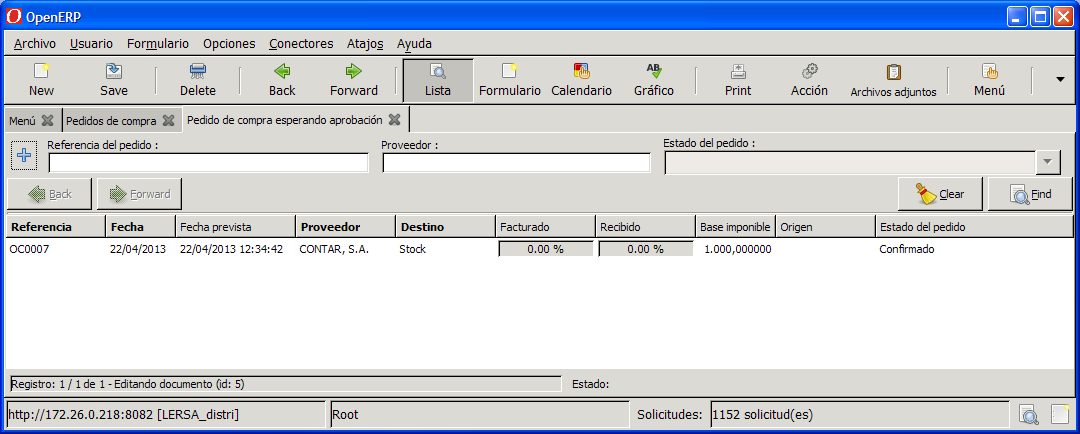 OpenERP
Archivo Usuario Formulario Opciones Conectores Atajos Ayuda
New Save Delete Back Forward Lista Formulario Calendario Gráfico Print Acción Archivos adjuntos Menú
Menú Pedidos de compra Pedido de compra esperando aprobación
Referencia del pedido : Proveedor : Estado del pedido :
Back Forward Clear Find
Referencia Fecha Fecha prevista Proveedor Destino Facturado Recibido Base imponible Origen Estado del pedido
OC0007 22/04/2013 22/04/2013 12:34:42 CONTAR, S.A. Stock 0.00 % 0.00 % 1.000,000000 Confirmado
Registro: 1 / 1 de 1 - Editando documento (id: 5) Estado:
http://172.26.0.218:8082 [LERSA_distri] Root Solicitudes: 1152 solicitud(es)